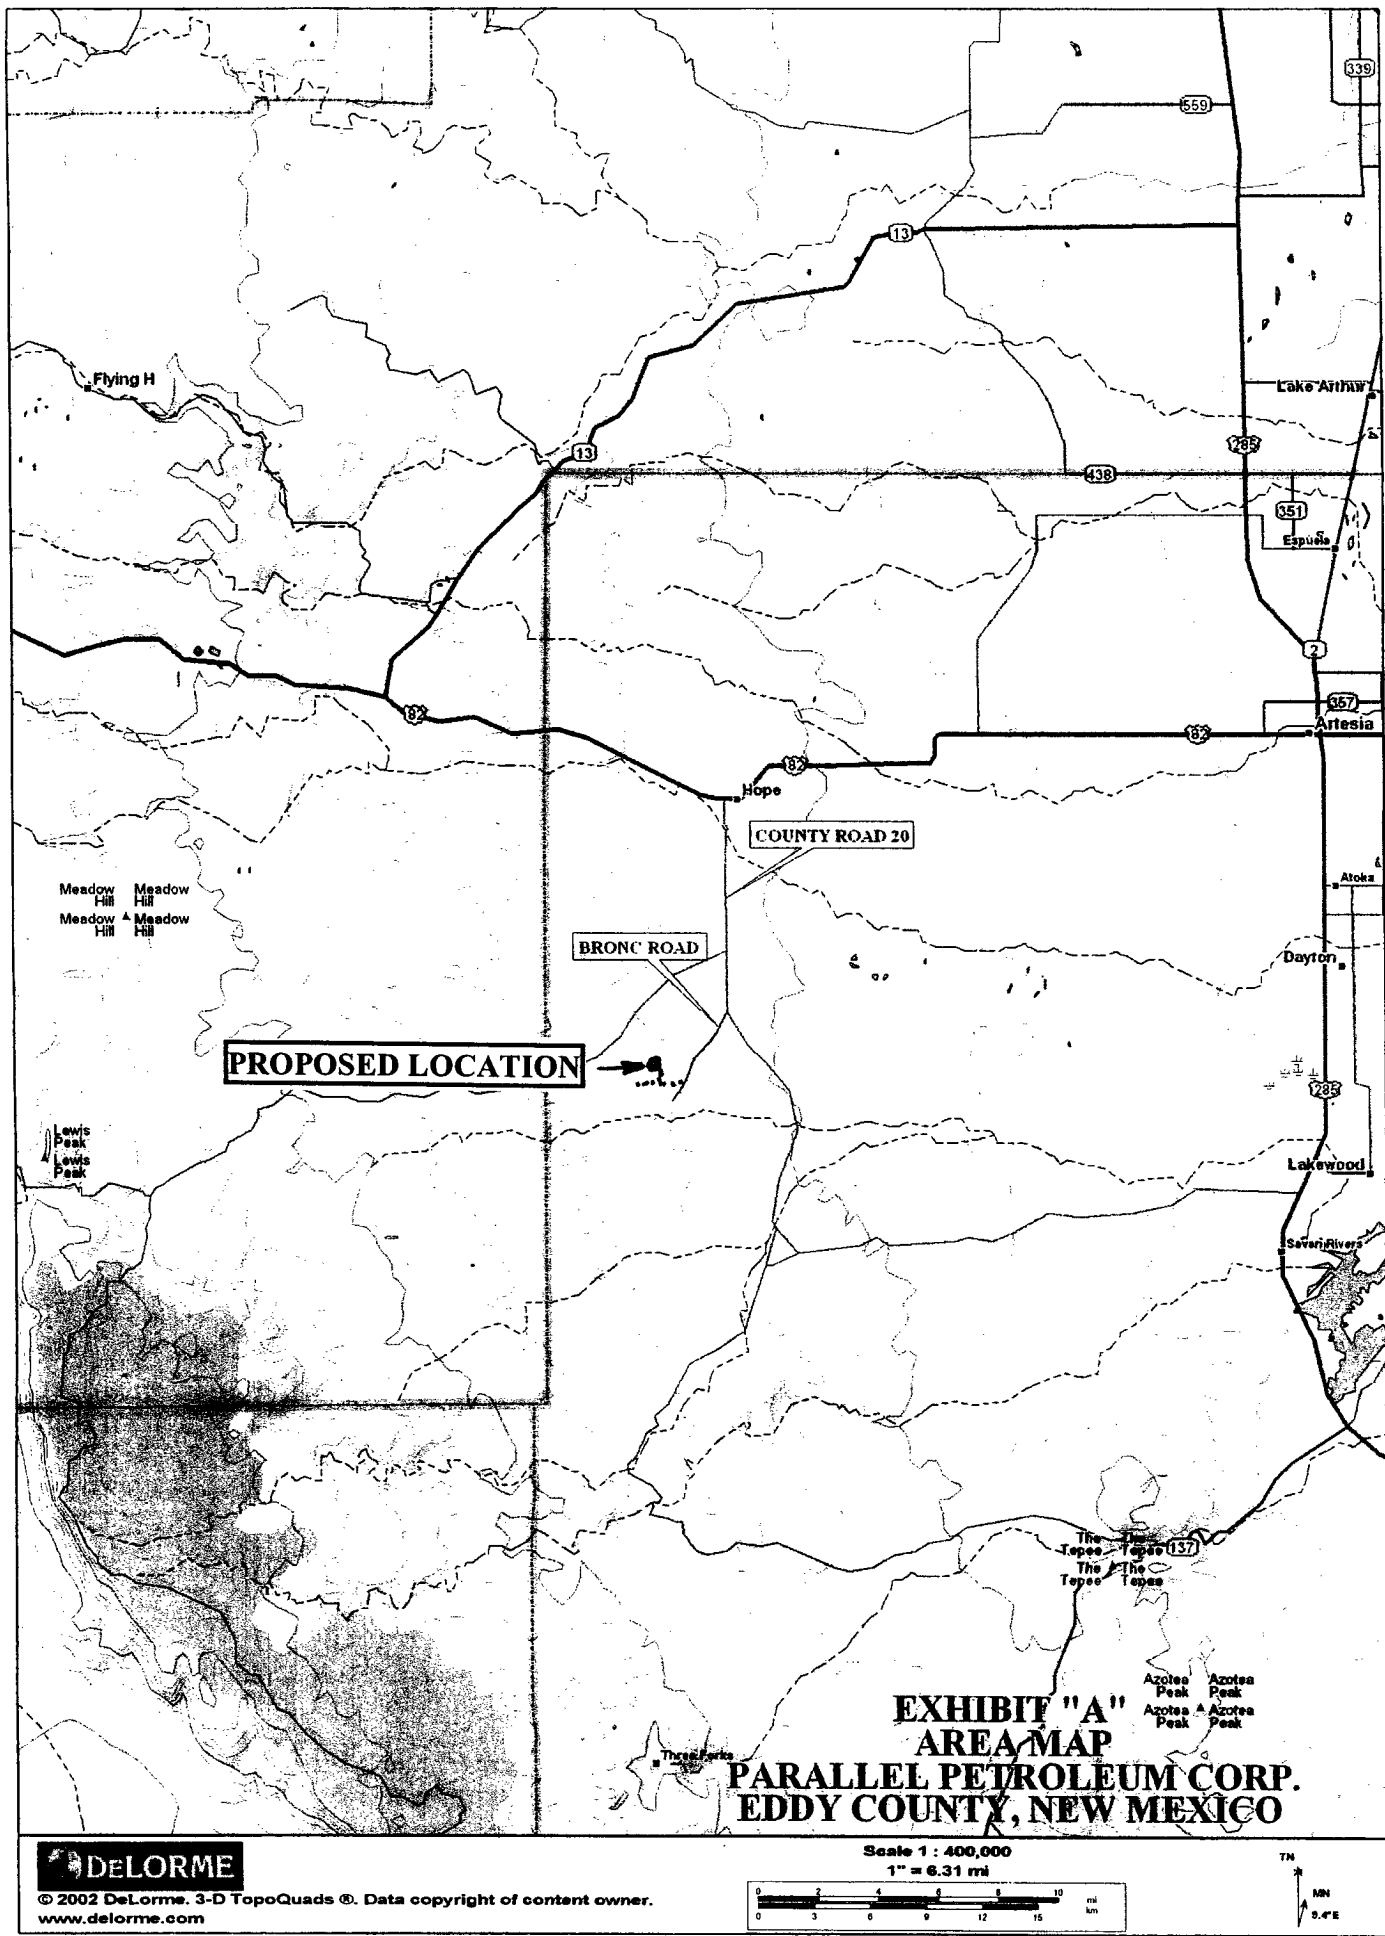 339
559
13
Flying H
Lake Arthur
285
13
438
351
Espuela
2
357
Artesia
82
82
82
Hope
COUNTY ROAD 20
Atoka
Meadow Hill
Meadow Hill
Meadow Hill
Meadow Hill
BRONC ROAD
Dayton
PROPOSED LOCATION
285
Lewis Peak
Lewis Peak
Lakewood
Seven Rivers
The Tepee
The Tepee
137
The Tepee
The Tepee
Azotea Peak
Azotea Peak
Azotea Peak
Azotea Peak
Three Forks
EXHIBIT "A"
AREA MAP
PARALLEL PETROLEUM CORP.
EDDY COUNTY, NEW MEXICO
DELORME
© 2002 DeLorme. 3-D TopoQuads ®. Data copyright of content owner.
www.delorme.com
Scale 1 : 400,000
1" = 6.31 mi
0 2 4 6 8 10 mi
0 3 6 9 12 15 km
TN
MN
9.4°E